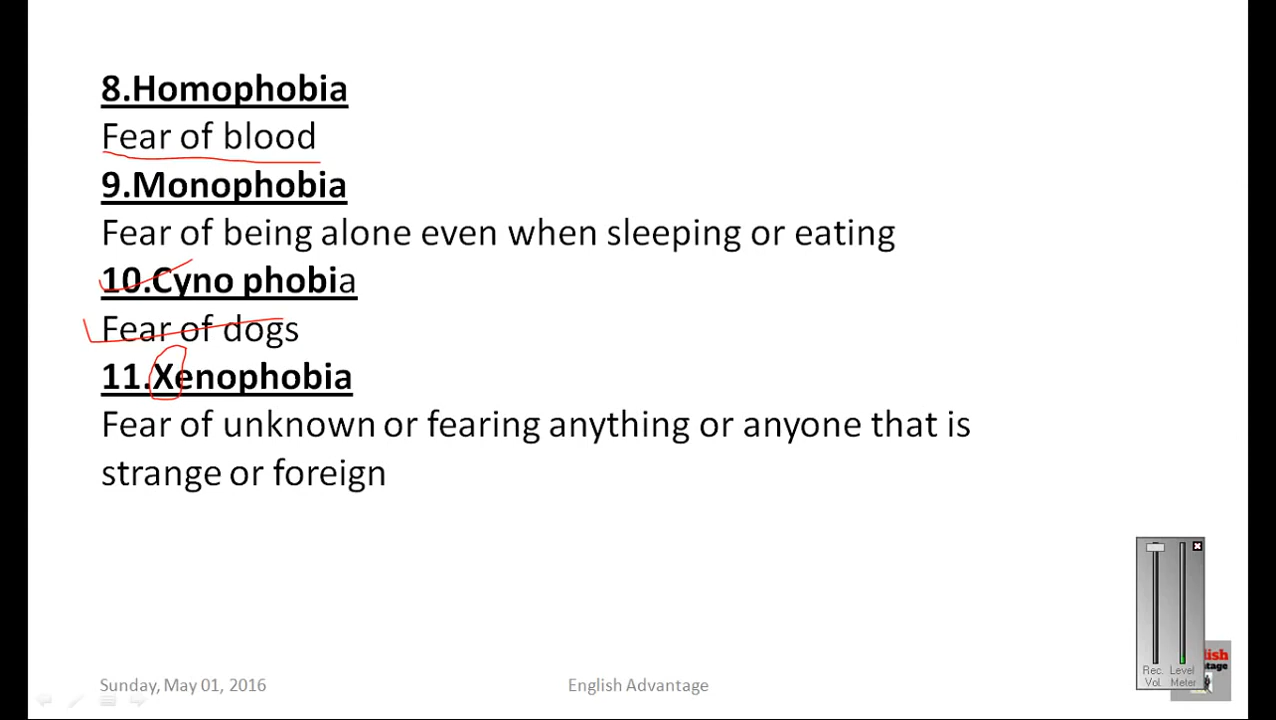 8.Homophobia
Fear of blood
9.Monophobia
Fear of being alone even when sleeping or eating
10.Cyno phobia
Fear of dogs
11.Xenophobia
Fear of unknown or fearing anything or anyone that is
strange or foreign
Rec. Level
Vol. Meter
Sunday, May 01, 2016 English Advantage